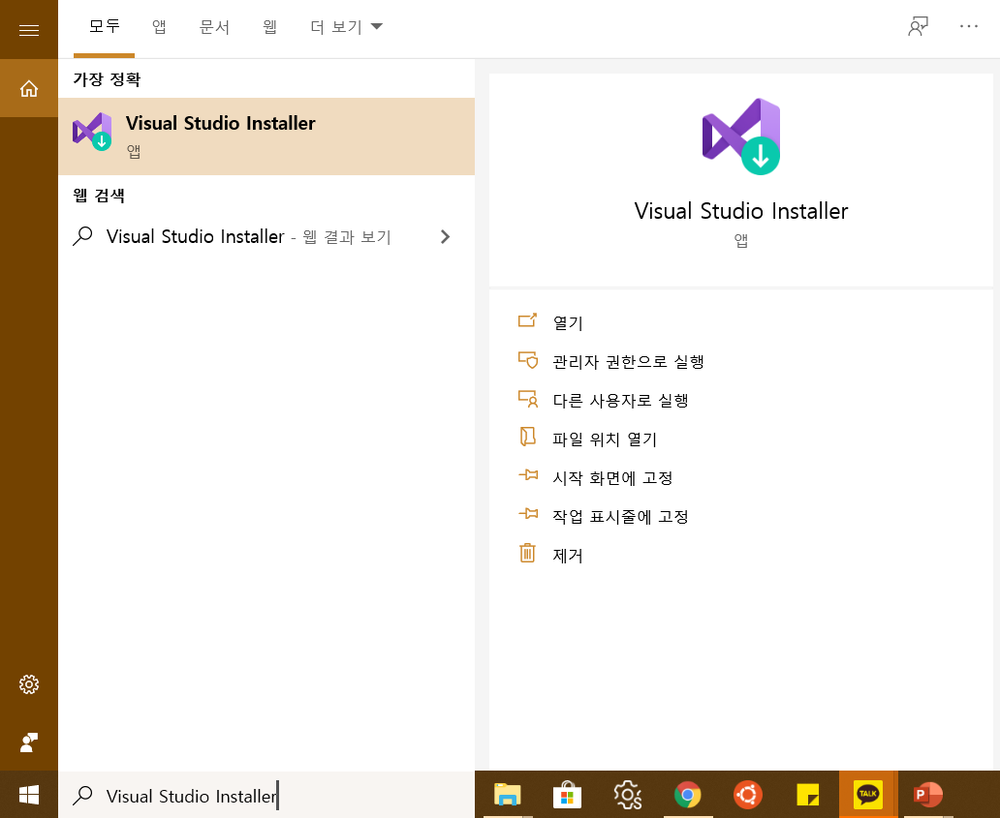 모두 앱 문서 웹 더 보기
가장 정확
Visual Studio Installer
앱
웹 검색
Visual Studio Installer - 웹 결과 보기
Visual Studio Installer
앱
열기
관리자 권한으로 실행
다른 사용자로 실행
파일 위치 열기
시작 화면에 고정
작업 표시줄에 고정
제거
Visual Studio Installer
S
TALK
P